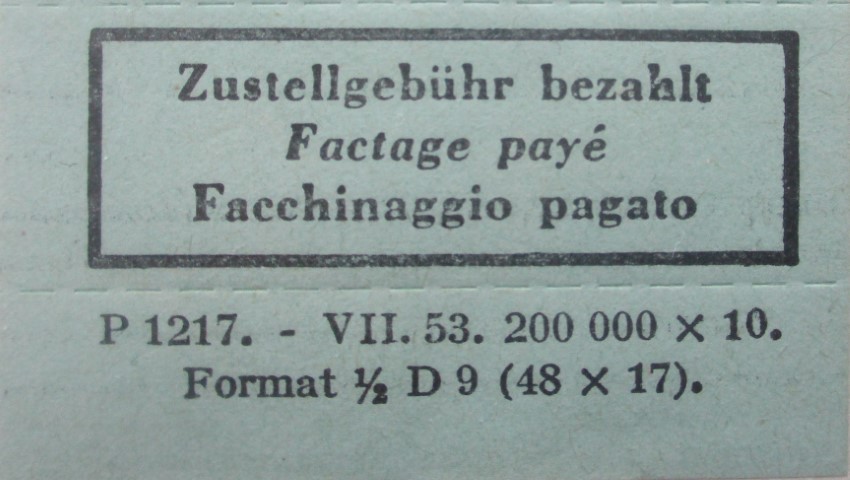 Zustellgebühr bezahlt
Factage payé
Facchinaggio pagato
P 1217. - VII. 53. 200 000 × 10.
Format ½ D 9 (48 × 17).